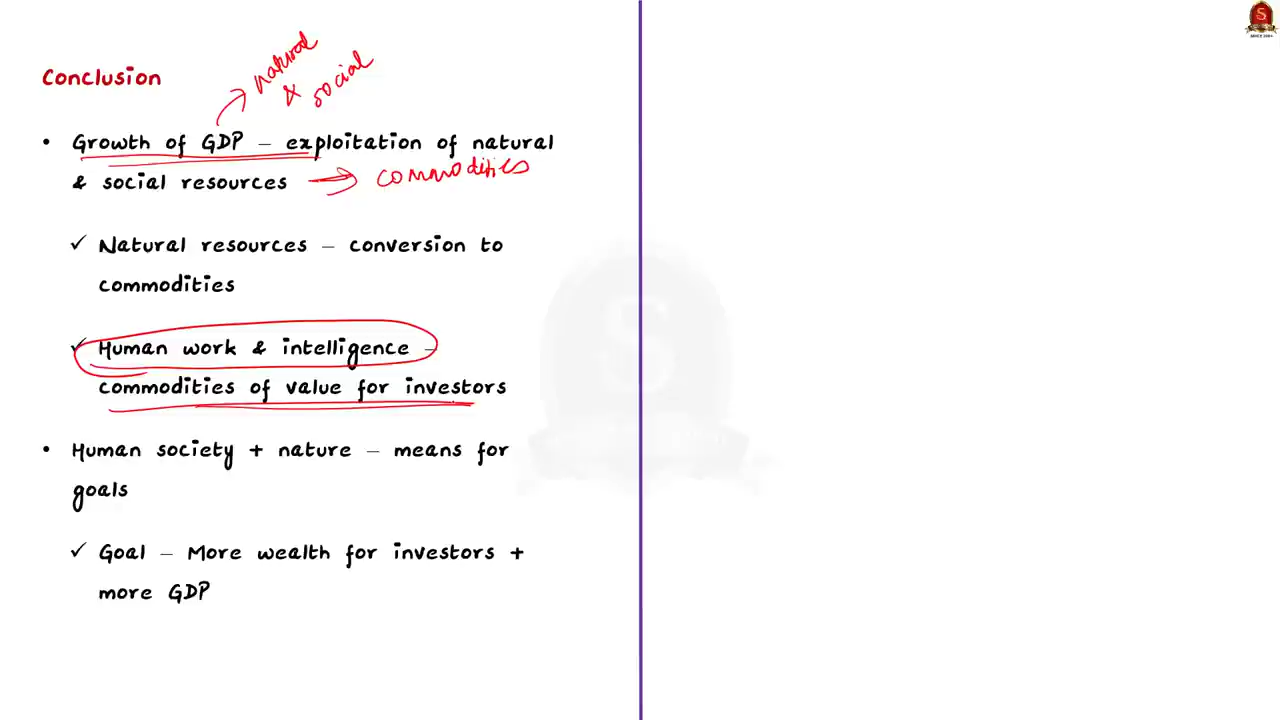 Conclusion
natural
& social
• Growth of GDP – exploitation of natural
& social resources → commodities
✓ Natural resources – conversion to
commodities
✓ Human work & intelligence –
commodities of value for investors
• Human society + nature – means for
goals
✓ Goal – More wealth for investors +
more GDP
S